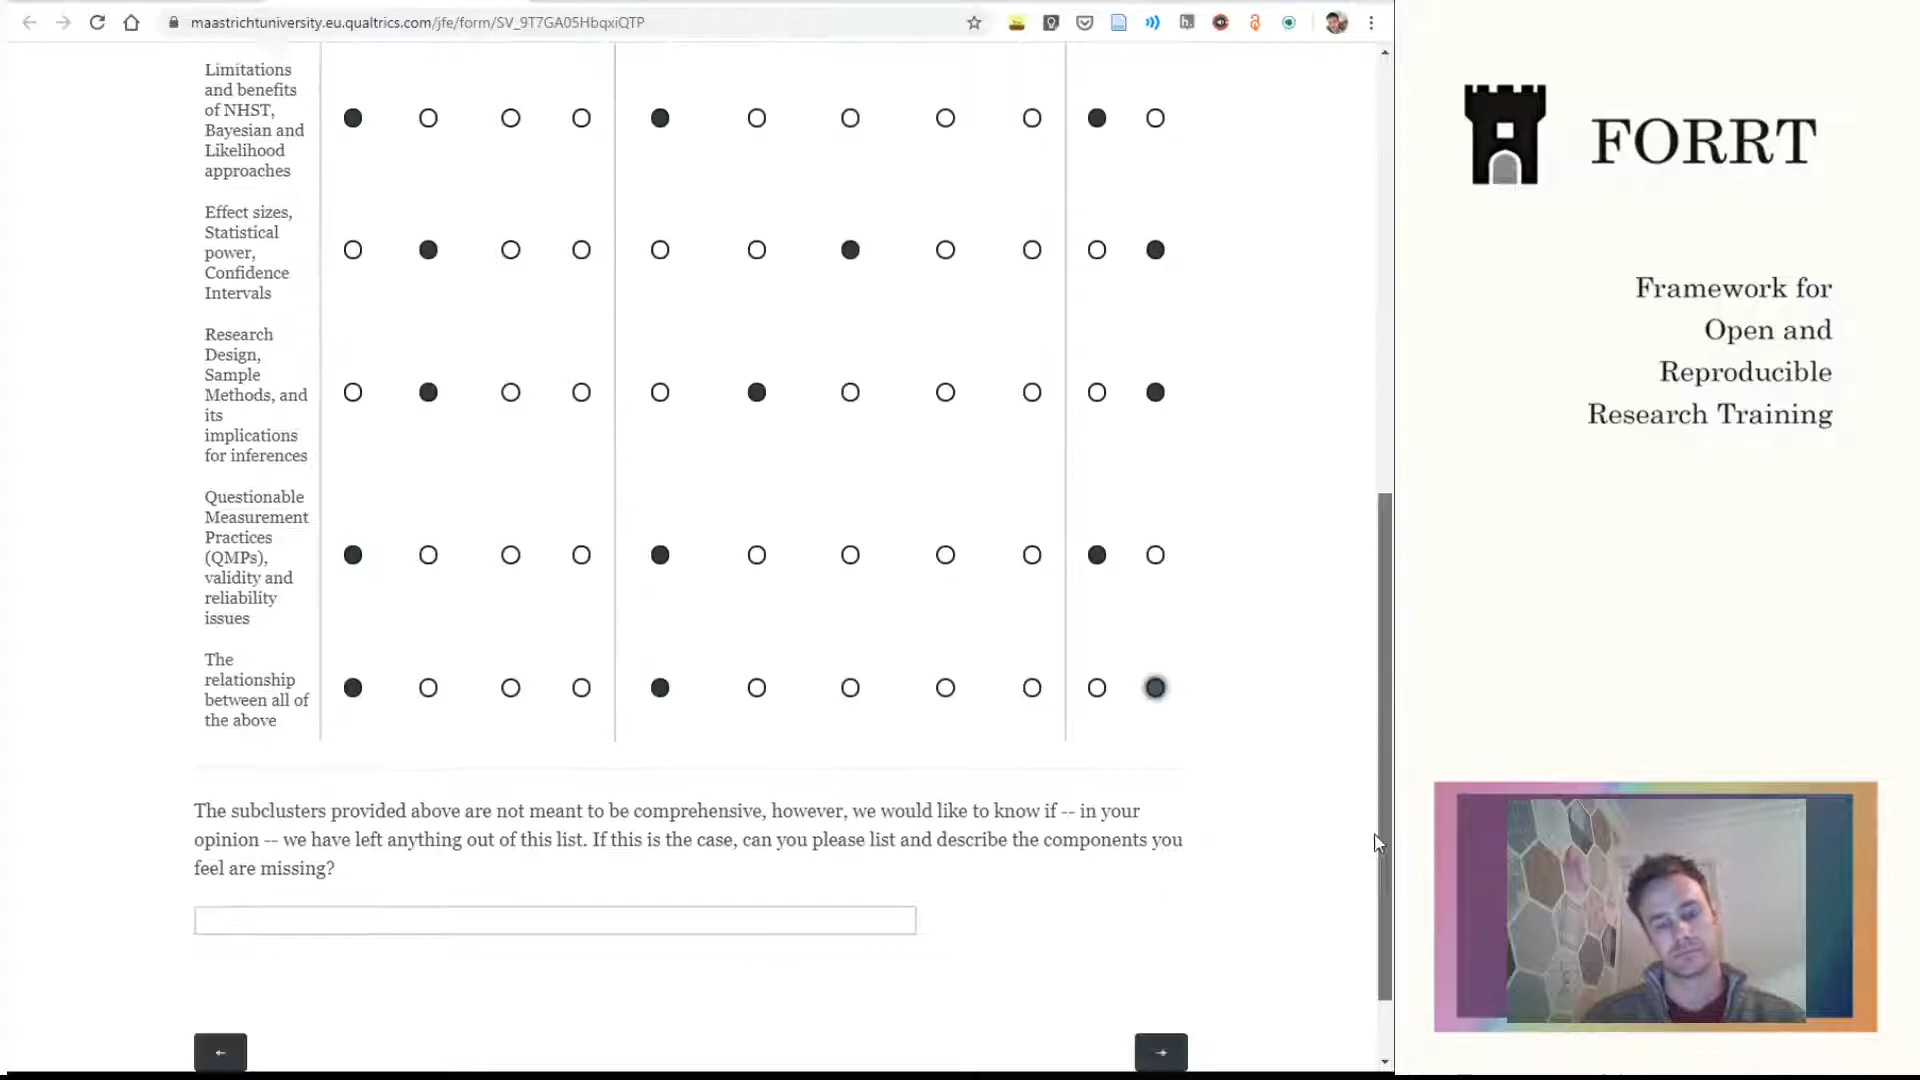 maastrichtuniversity.eu.qualtrics.com/jfe/form/SV_9T7GA05HbqxiQTP
Limitations
and benefits
of NHST,
Bayesian and
Likelihood
approaches
Effect sizes,
Statistical
power,
Confidence
Intervals
Research
Design,
Sample
Methods, and
its
implications
for inferences
Questionable
Measurement
Practices
(QMPs),
validity and
reliability
issues
The
relationship
between all of
the above
The subclusters provided above are not meant to be comprehensive, however, we would like to know if -- in your
opinion -- we have left anything out of this list. If this is the case, can you please list and describe the components you
feel are missing?
FORRT
Framework for
Open and
Reproducible
Research Training